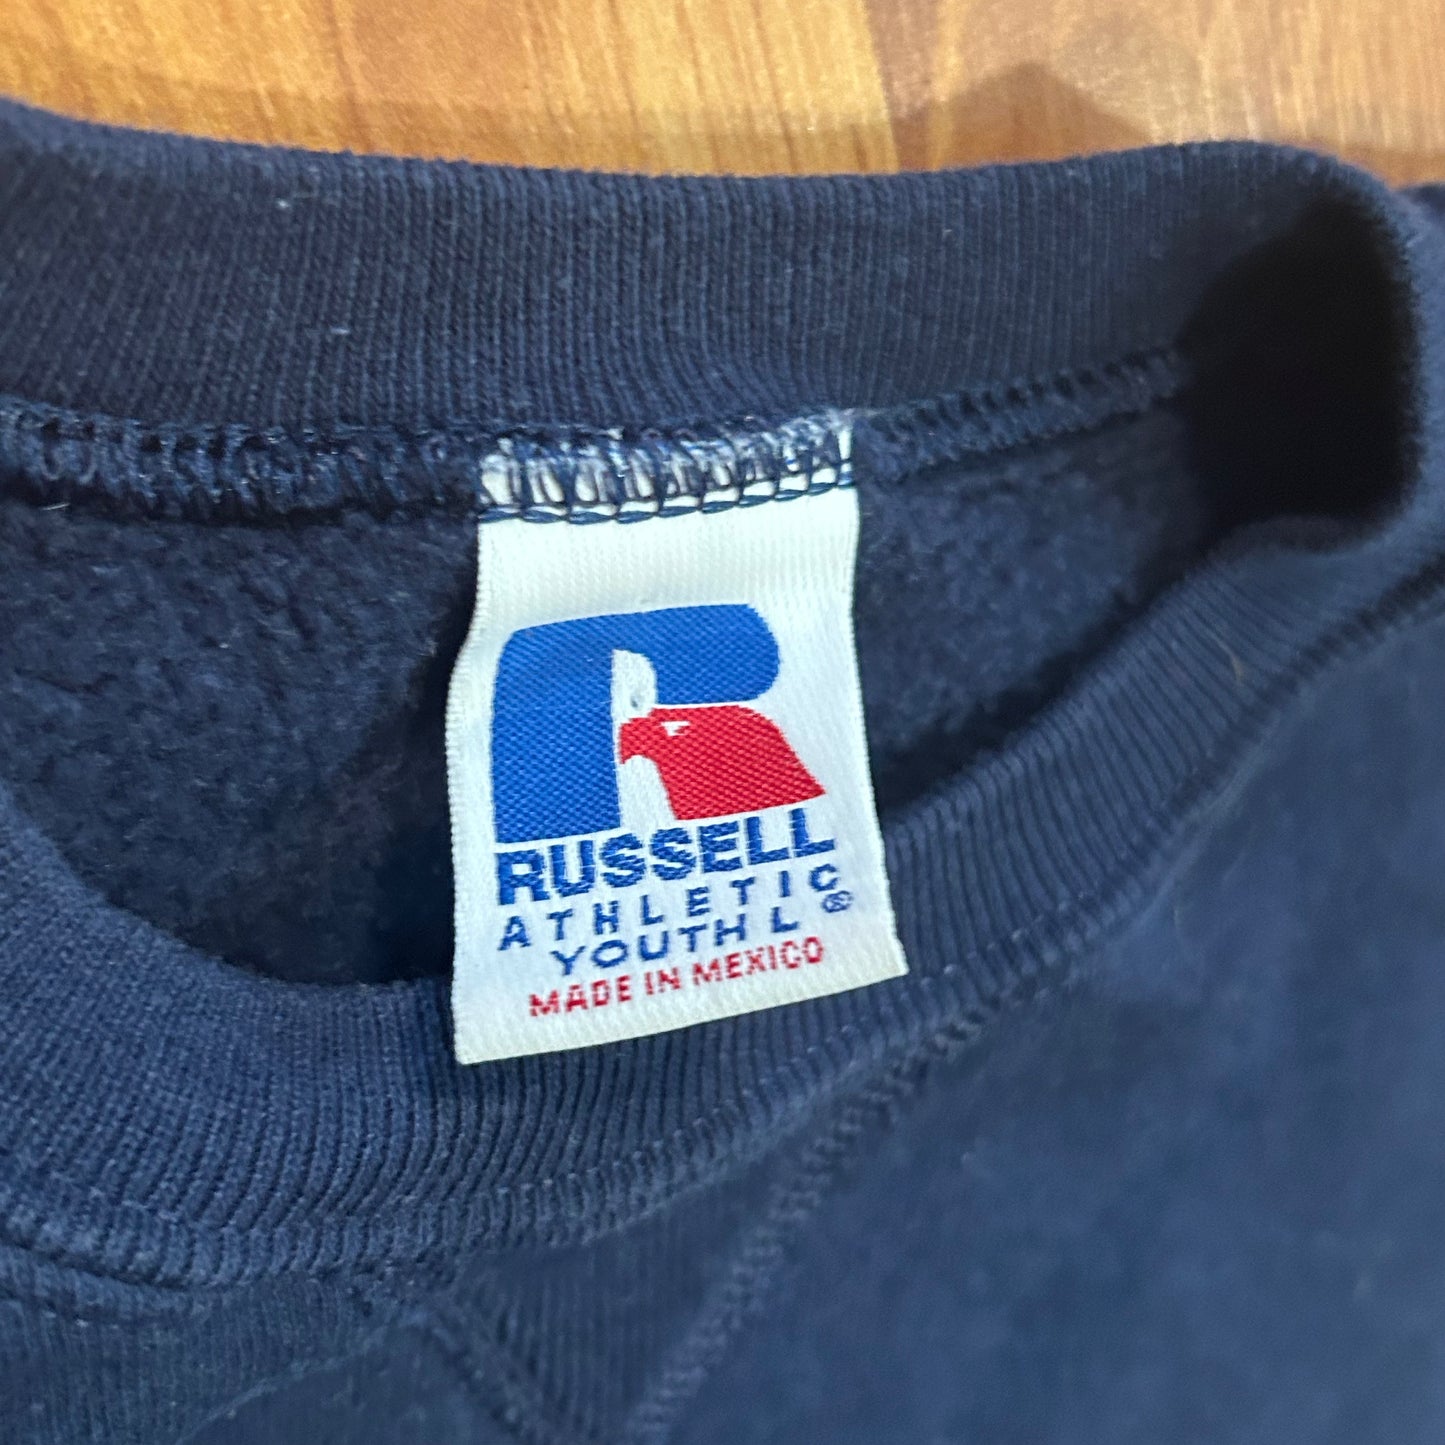 R
RUSSELL
ATHLETIC®
YOUTH L
MADE IN MEXICO